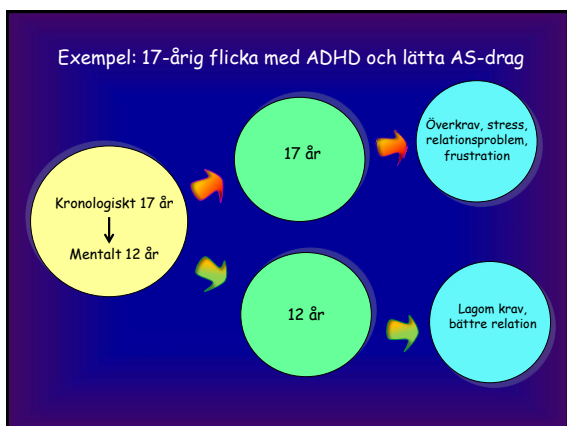 Exempel: 17-årig flicka med ADHD och lätta AS-drag
Kronologiskt 17 år
Mentalt 12 år
17 år
Överkrav, stress,
relationsproblem,
frustration
12 år
Lagom krav,
bättre relation